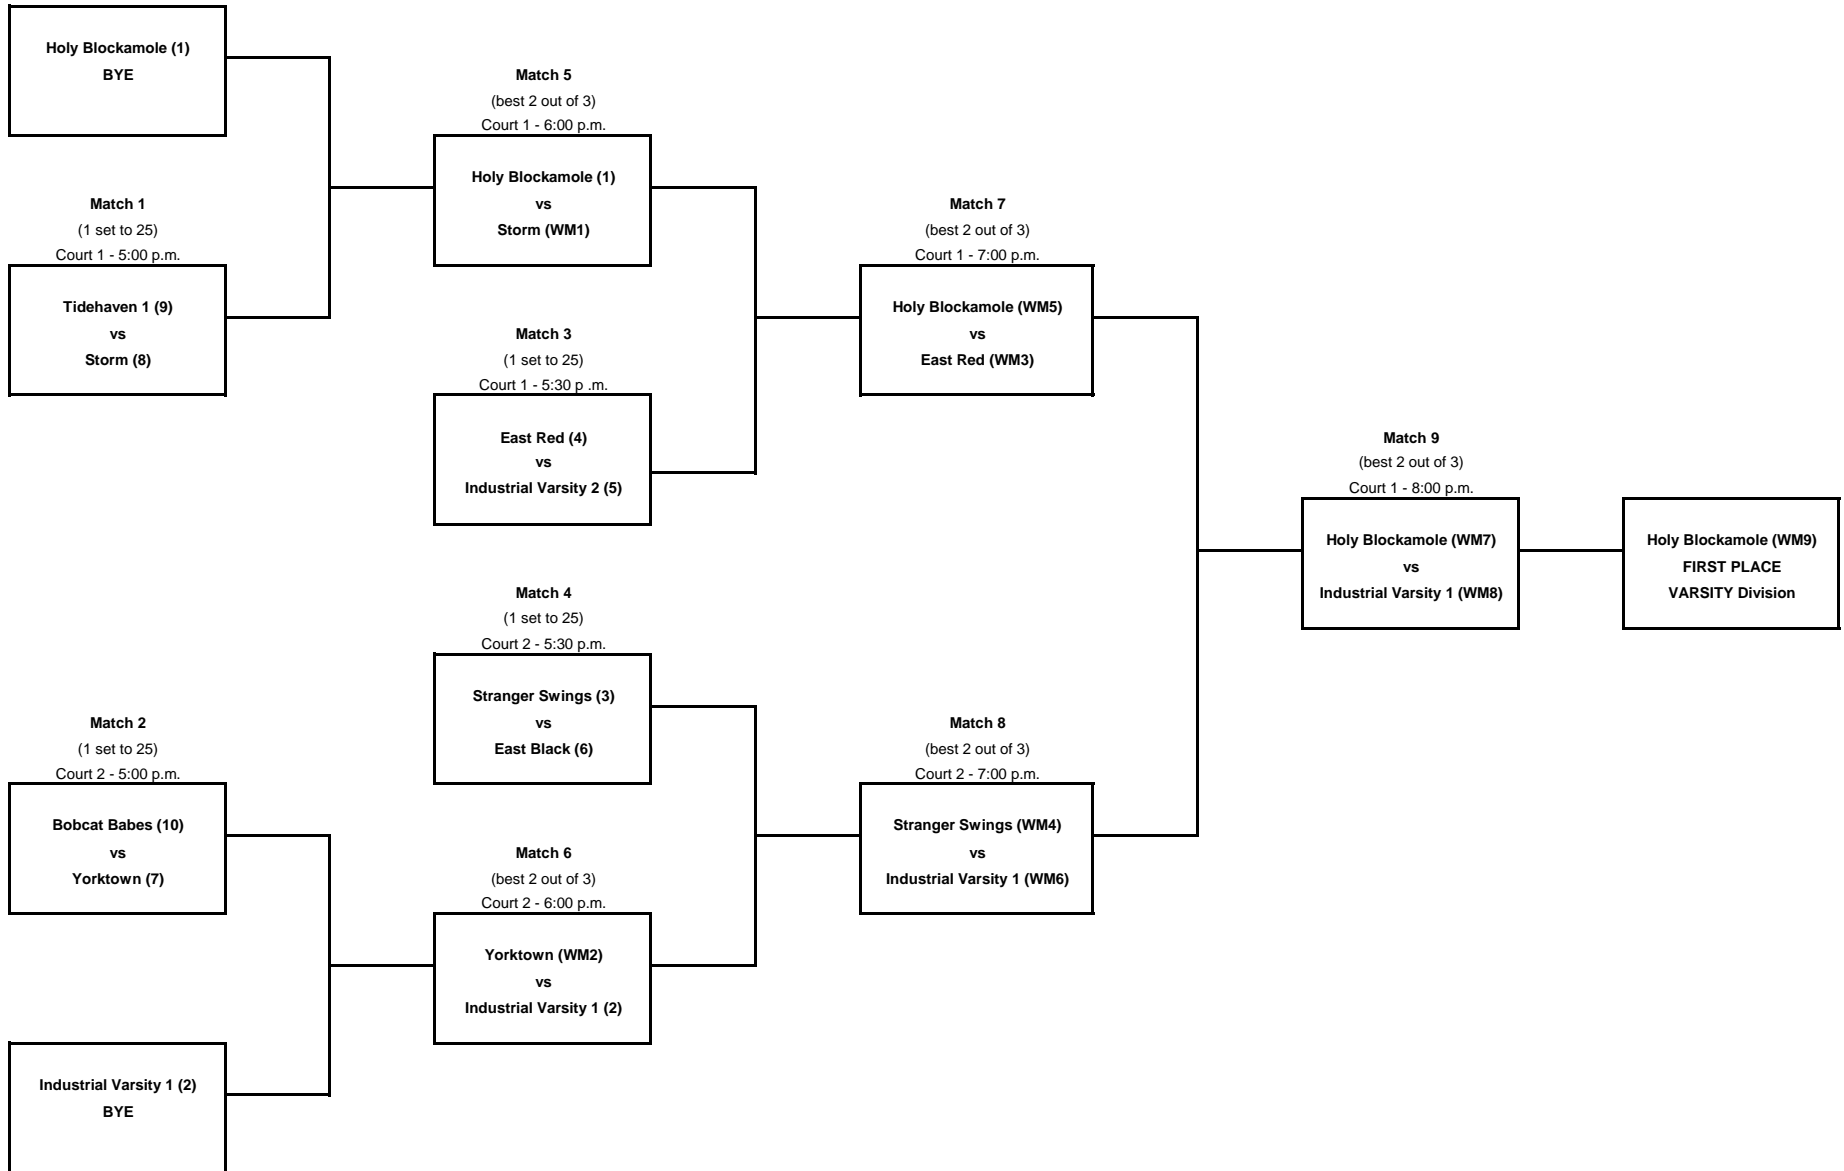 Holy Blockamole (1)
BYE
Match 1
(1 set to 25)
Court 1 - 5:00 p.m.
Tidehaven 1 (9)
vs
Storm (8)
Match 2
(1 set to 25)
Court 2 - 5:00 p.m.
Bobcat Babes (10)
vs
Yorktown (7)
Industrial Varsity 1 (2)
BYE
Match 5
(best 2 out of 3)
Court 1 - 6:00 p.m.
Holy Blockamole (1)
vs
Storm (WM1)
Match 3
(1 set to 25)
Court 1 - 5:30 p .m.
East Red (4)
vs
Industrial Varsity 2 (5)
Match 4
(1 set to 25)
Court 2 - 5:30 p.m.
Stranger Swings (3)
vs
East Black (6)
Match 6
(best 2 out of 3)
Court 2 - 6:00 p.m.
Yorktown (WM2)
vs
Industrial Varsity 1 (2)
Match 7
(best 2 out of 3)
Court 1 - 7:00 p.m.
Holy Blockamole (WM5)
vs
East Red (WM3)
Match 8
(best 2 out of 3)
Court 2 - 7:00 p.m.
Stranger Swings (WM4)
vs
Industrial Varsity 1 (WM6)
Match 9
(best 2 out of 3)
Court 1 - 8:00 p.m.
Holy Blockamole (WM7)
vs
Industrial Varsity 1 (WM8)
Holy Blockamole (WM9)
FIRST PLACE
VARSITY Division